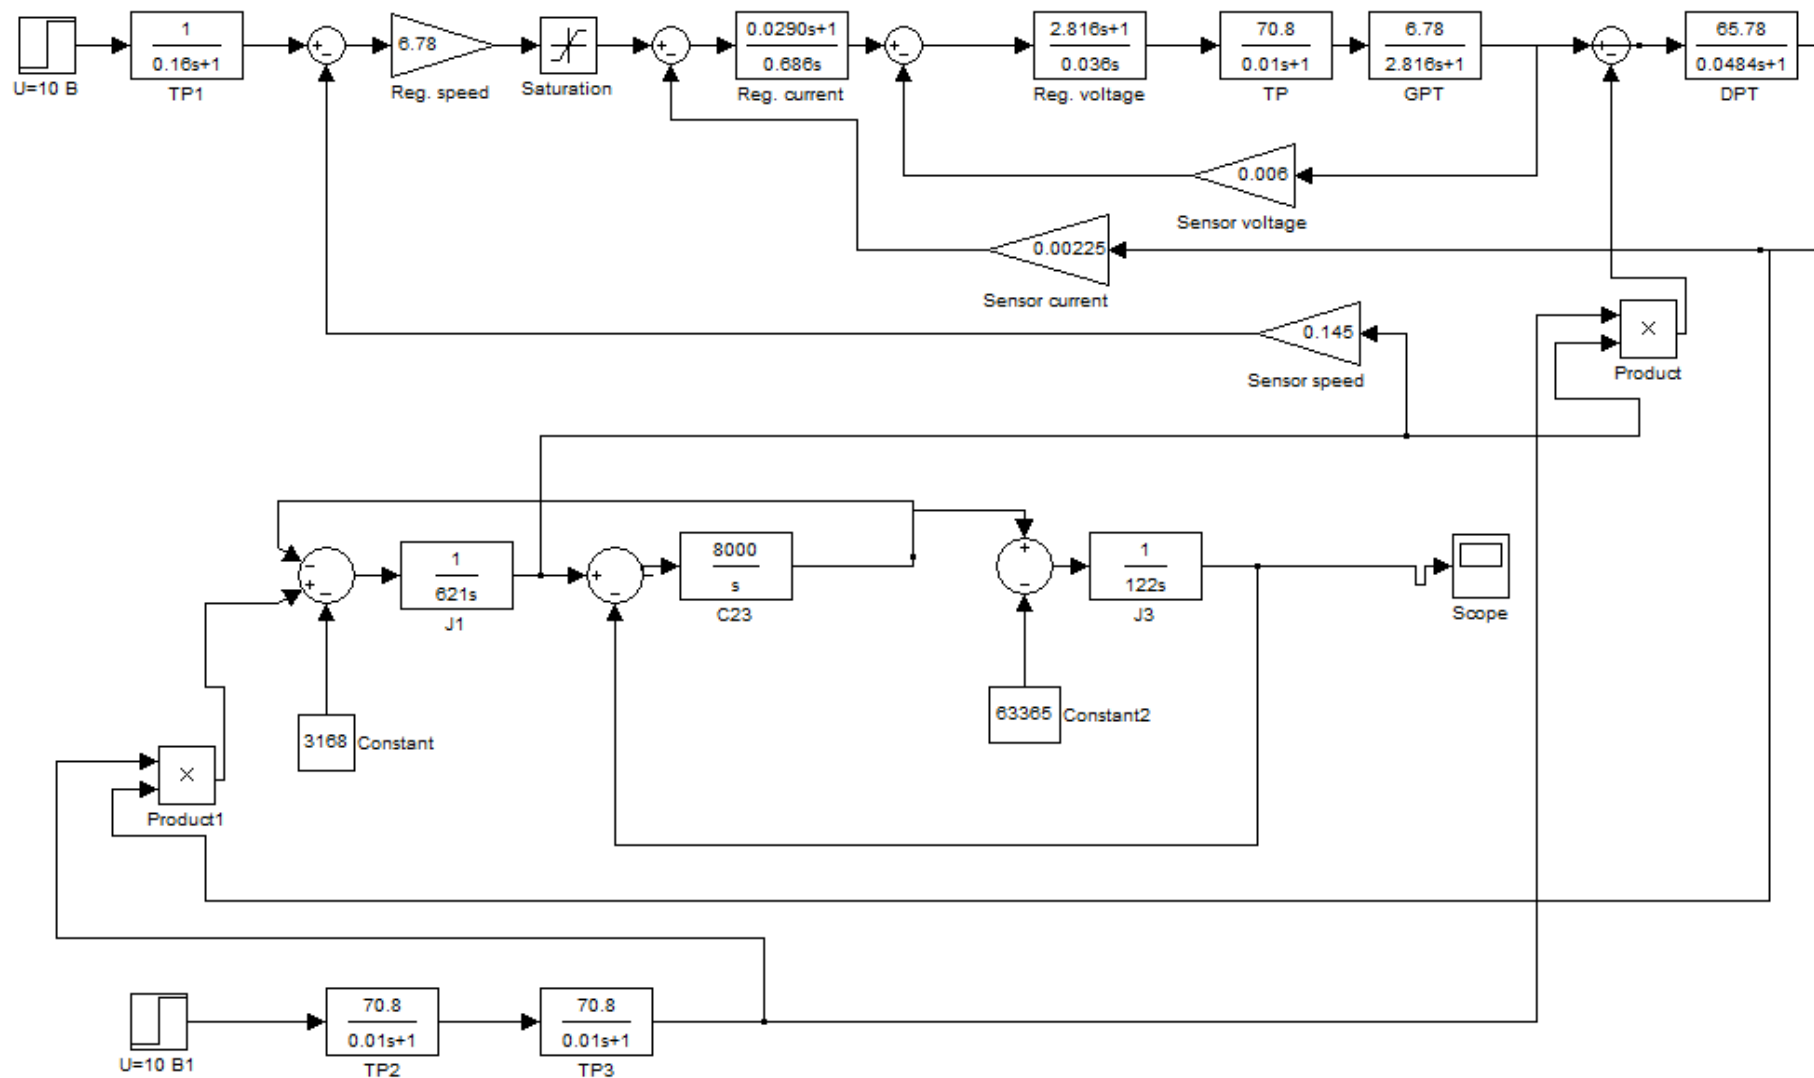 U=10 B
1
0.16s+1
TP1
+
−
6.78
Reg. speed
Saturation
+
−
0.0290s+1
0.686s
Reg. current
+
−
2.816s+1
0.036s
Reg. voltage
70.8
0.01s+1
TP
6.78
2.816s+1
GPT
+
−
65.78
0.0484s+1
DPT
0.006
Sensor voltage
0.00225
Sensor current
0.145
Sensor speed
×
Product
−
+
−
1
621s
J1
+
−
−
8000
s
C23
+
−
1
122s
J3
Scope
3168
Constant
63365
Constant2
×
Product1
U=10 B1
70.8
0.01s+1
TP2
70.8
0.01s+1
TP3